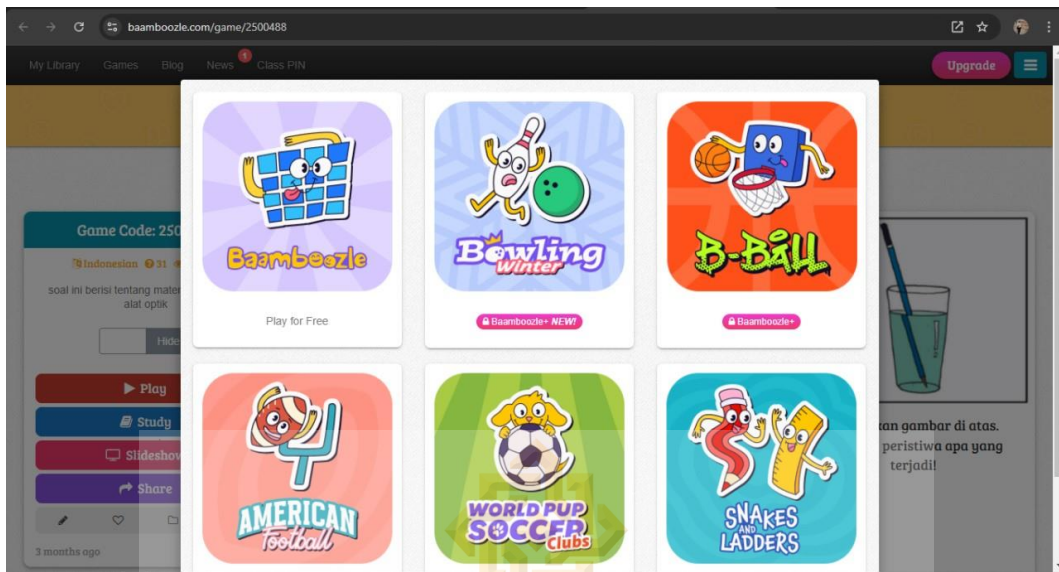 baamboozle.com/game/2500488
My Library Games Blog News 1 Class PIN
Upgrade
Game Code: 250
Indonesian 31
soal ini berisi tentang mater
alat optik
Hide
Play
Study
Slideshow
Share
3 months ago
Baamboozle
Play for Free
Bowling
Winter
Baamboozle+ NEW!
B-BALL
Baamboozle+
AMERICAN
Football
WORLD PUP
SOCCER
Clubs
SNAKES
AND
LADDERS
kan gambar di atas.
peristiwa apa yang
terjadi!